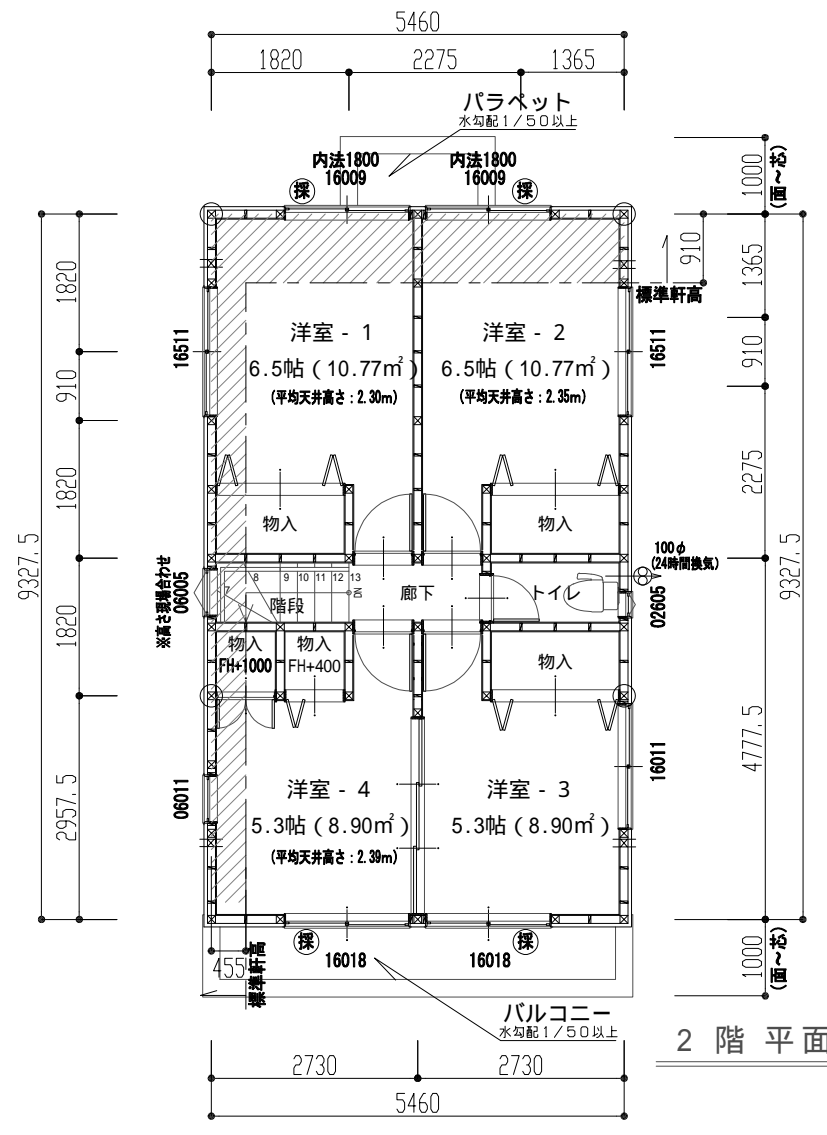 5460
1820
2275
1365
パラペット
水勾配1/50以上
内法1800
16009
採
内法1800
16009
採
1000
(面~芯)
910
標準軒高
1820
910
1820
1820
2957.5
9327.5
1365
910
2275
4777.5
9327.5
16511
16511
洋室 - 1
6.5帖 ( 10.77㎡ )
(平均天井高さ : 2.30m)
洋室 - 2
6.5帖 ( 10.77㎡ )
(平均天井高さ : 2.35m)
物入
物入
※高さ現場合わせ
06005
7
8
9
10
11
12
13
DN
階段
廊下
トイレ
100φ
(24時間換気)
02605
物入
FH+1000
物入
FH+400
物入
06011
16011
洋室 - 4
5.3帖 ( 8.90㎡ )
(平均天井高さ : 2.39m)
洋室 - 3
5.3帖 ( 8.90㎡ )
採
16018
16018
採
455
標準軒高
1000
(面~芯)
バルコニー
水勾配1/50以上
2 階 平面
2730
2730
5460